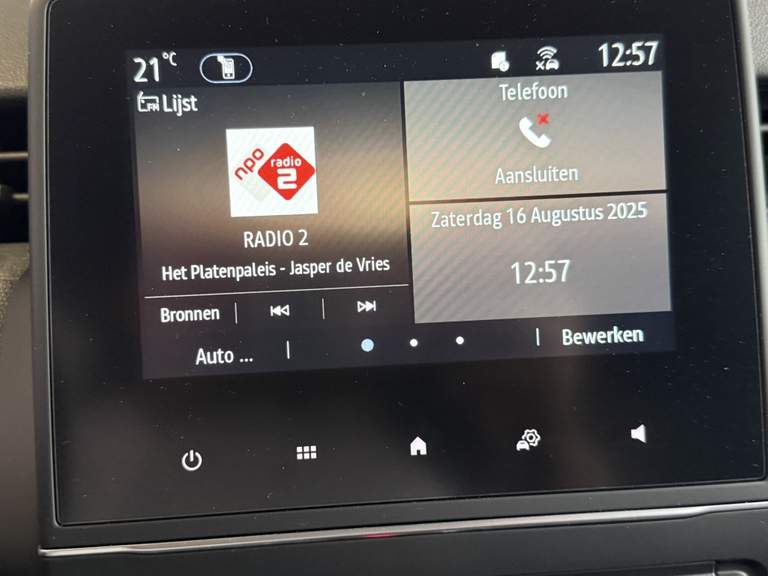 21°C
12:57
FM Lijst
npo
radio
2
RADIO 2
Het Platenpaleis - Jasper de Vries
Bronnen
Auto ...
Telefoon
Aansluiten
Zaterdag 16 Augustus 2025
12:57
Bewerken